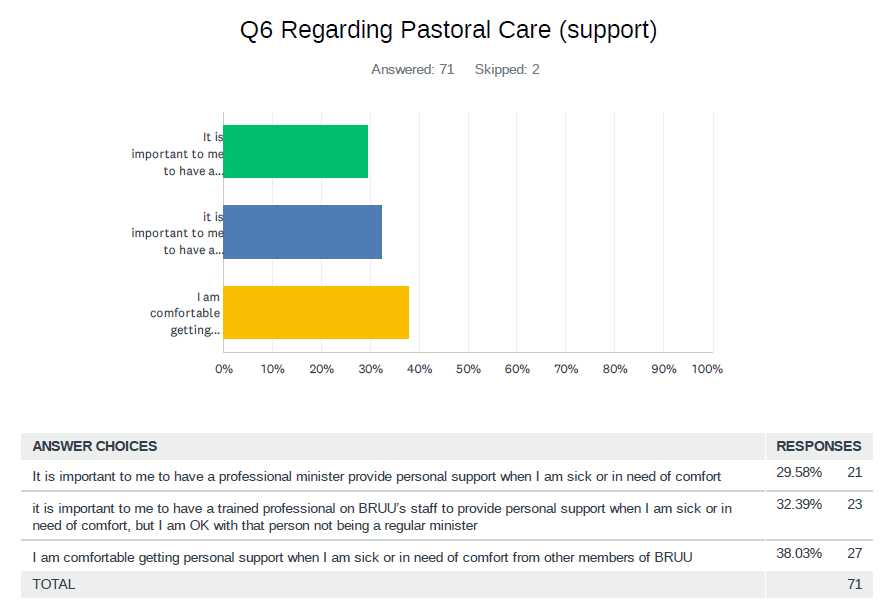 Q6 Regarding Pastoral Care (support)
Answered: 71 Skipped: 2
It is
important to me
to have a...
it is
important to me
to have a...
I am
comfortable
getting...
0% 10% 20% 30% 40% 50% 60% 70% 80% 90% 100%
ANSWER CHOICES RESPONSES
It is important to me to have a professional minister provide personal support when I am sick or in need of comfort 29.58% 21
it is important to me to have a trained professional on BRUU's staff to provide personal support when I am sick or in 32.39% 23
need of comfort, but I am OK with that person not being a regular minister
I am comfortable getting personal support when I am sick or in need of comfort from other members of BRUU 38.03% 27
TOTAL 71